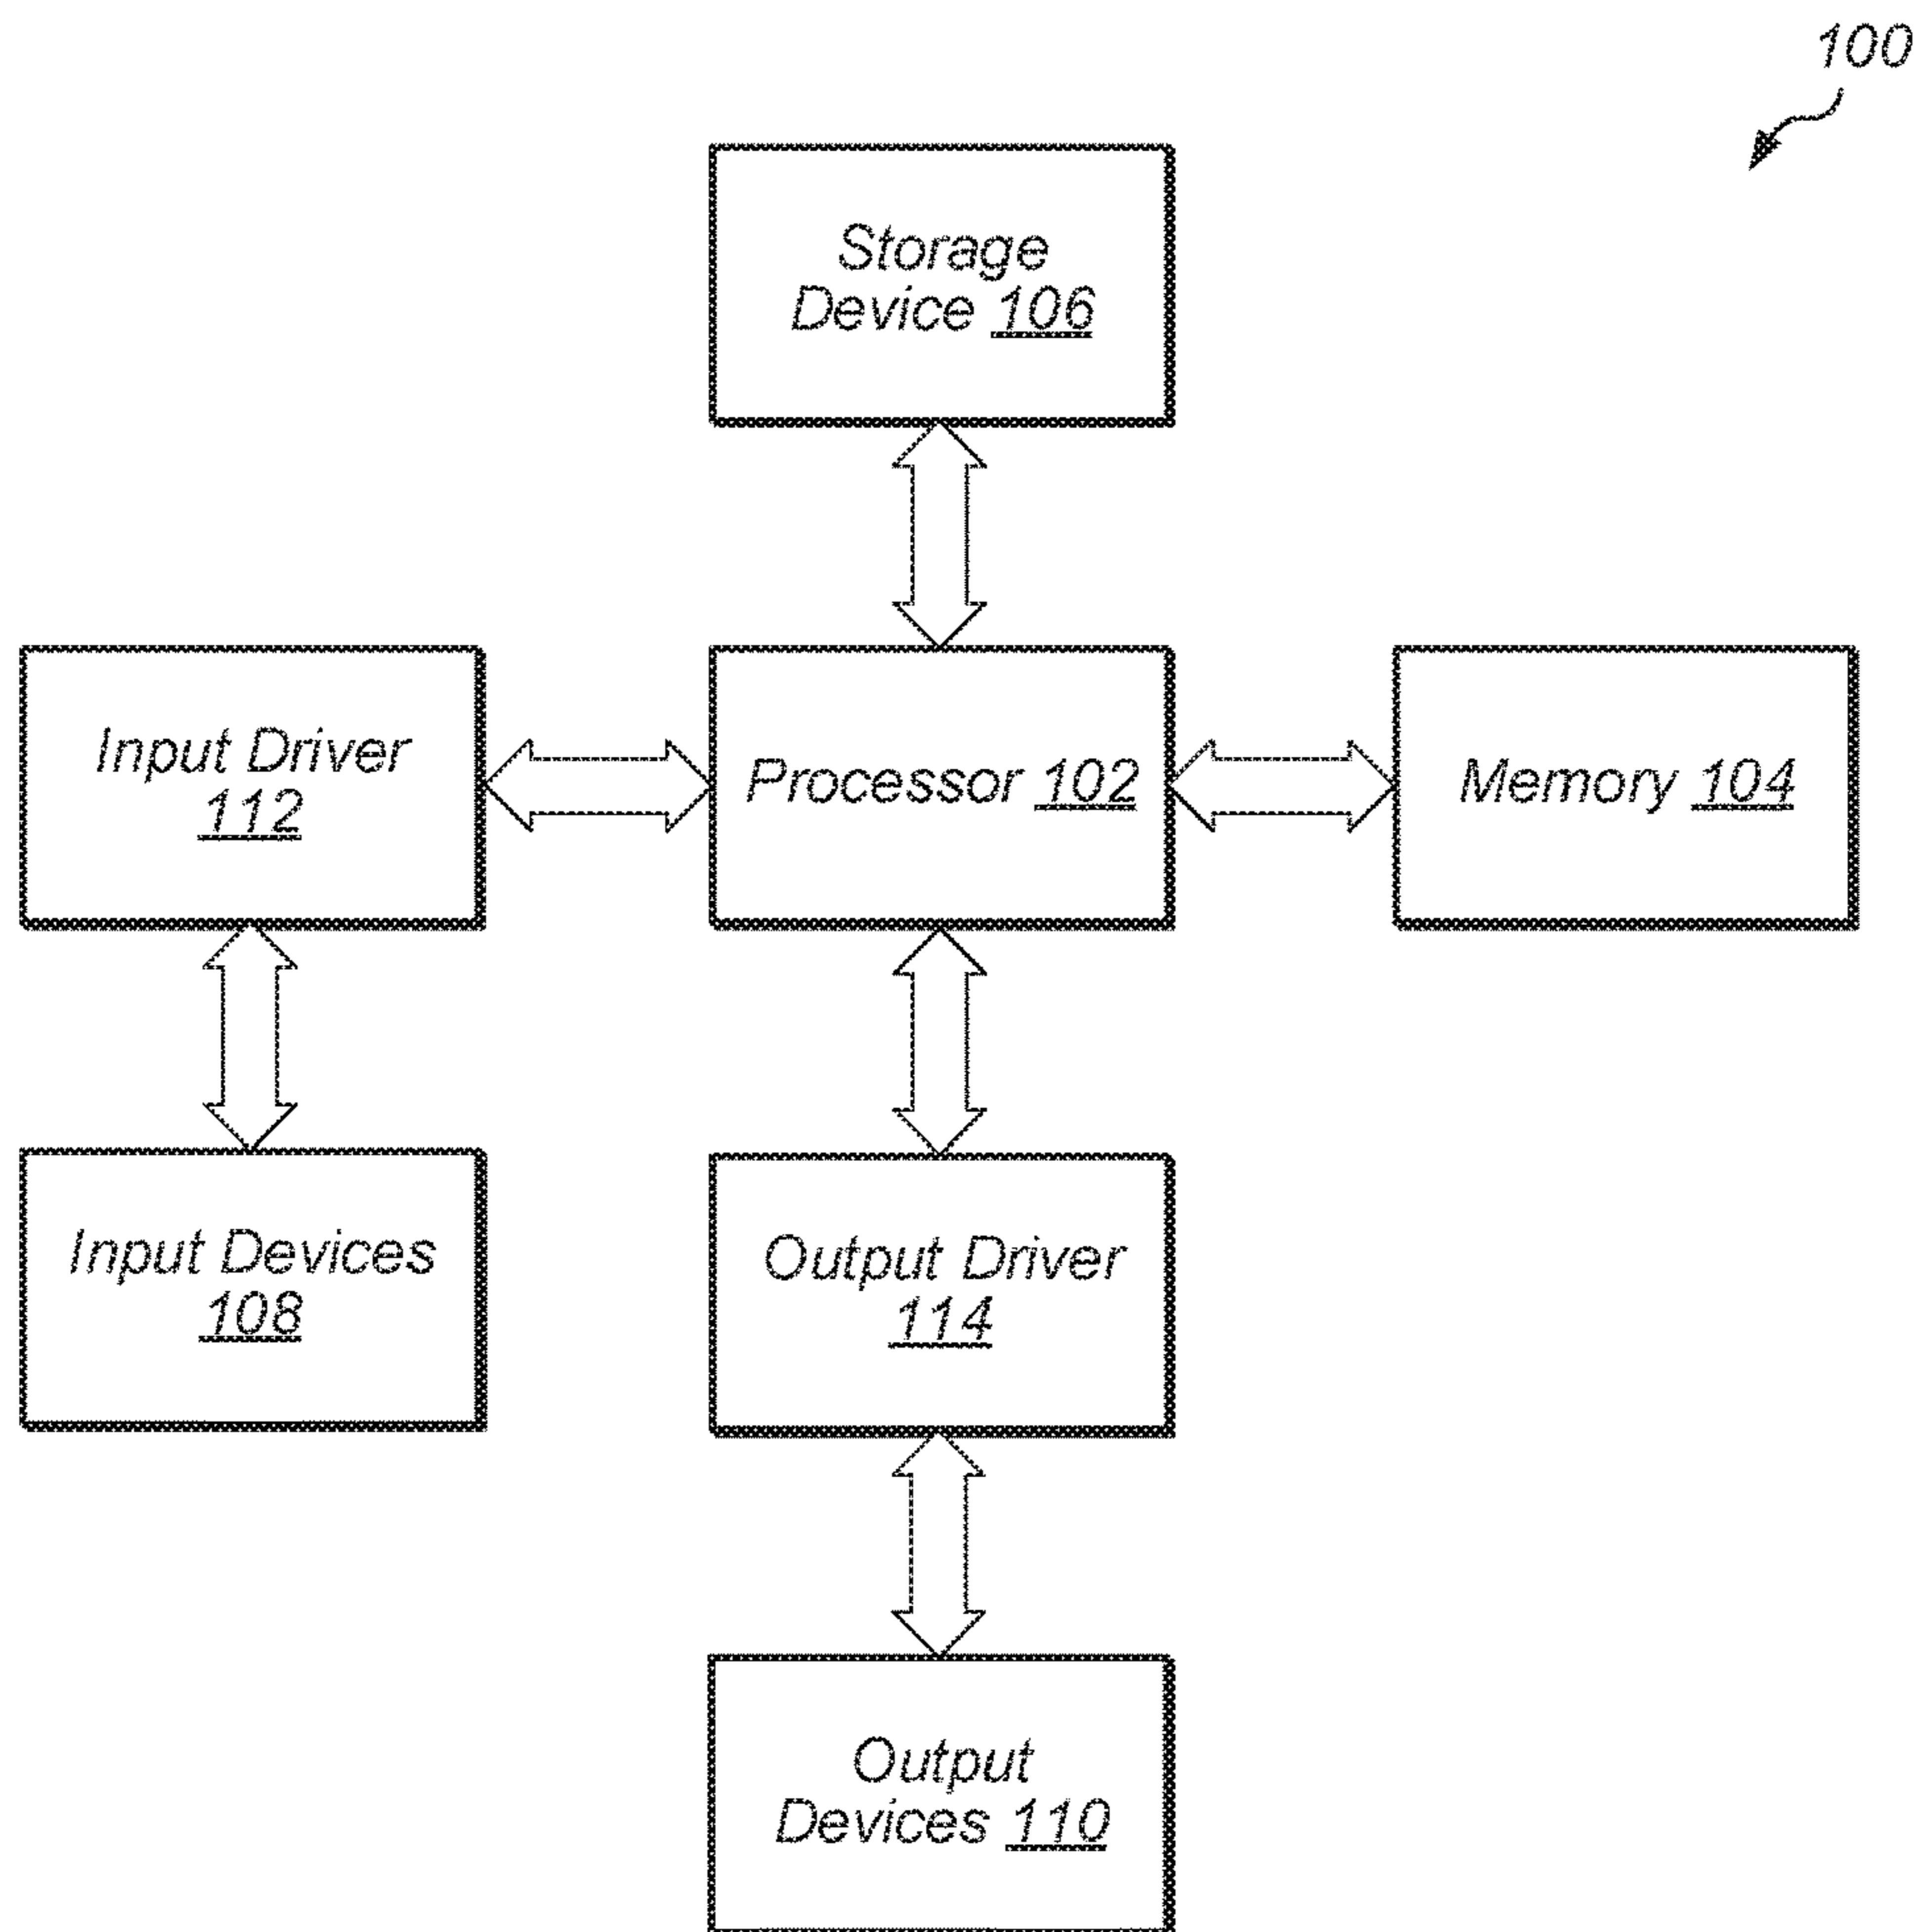 100
Storage
Device 106
Input Driver
112
Processor 102
Memory 104
Input Devices
108
Output Driver
114
Output
Devices 110